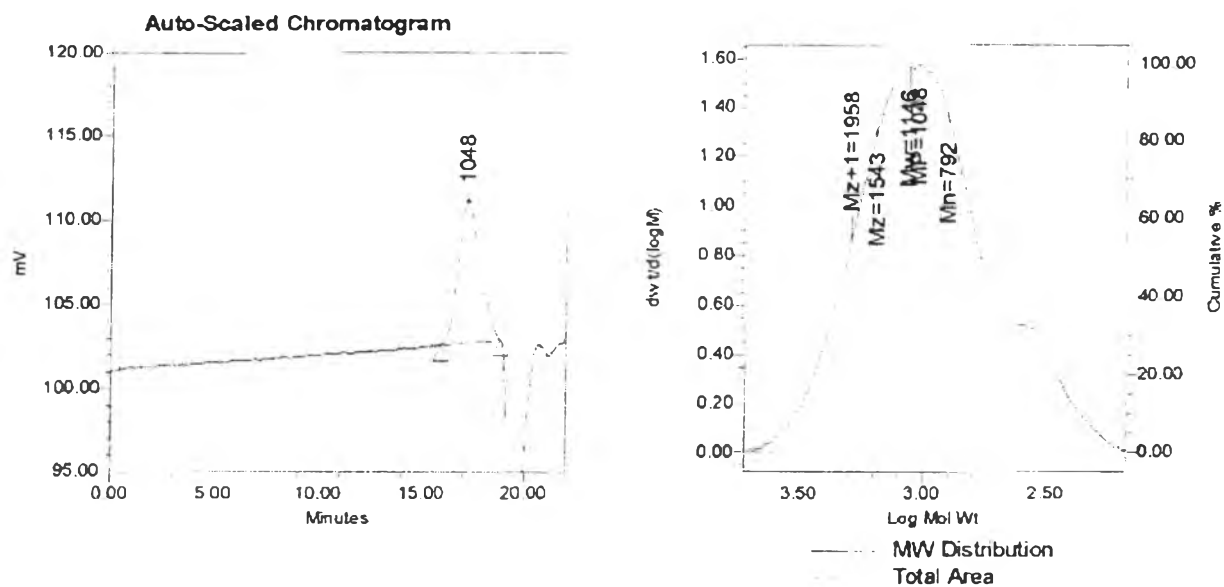 Auto-Scaled Chromatogram
120.00
115.00
110.00
105.00
100.00
95.00
mV
1048
0.00
5.00
10.00
15.00
20.00
Minutes
1.60
1.40
1.20
1.00
0.80
0.60
0.40
0.20
0.00
dwt/d(logM)
Mz+1=1958
Mz=1543
Mw=1146
MP=1048
Mn=792
100.00
80.00
60.00
40.00
20.00
0.00
Cumulative %
3.50
3.00
2.50
Log Mol Wt
MW Distribution
Total Area